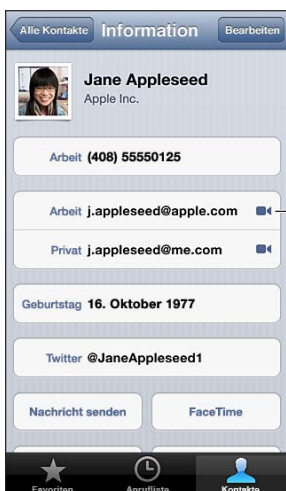 Alle Kontakte Information Bearbeiten
Jane Appleseed
Apple Inc.
Arbeit (408) 55550125
Arbeit j.appleseed@apple.com
Privat j.appleseed@me.com
Geburtstag 16. Oktober 1977
Twitter @JaneAppleseed1
Nachricht senden FaceTime
Favoriten Anrufliste Kontakte